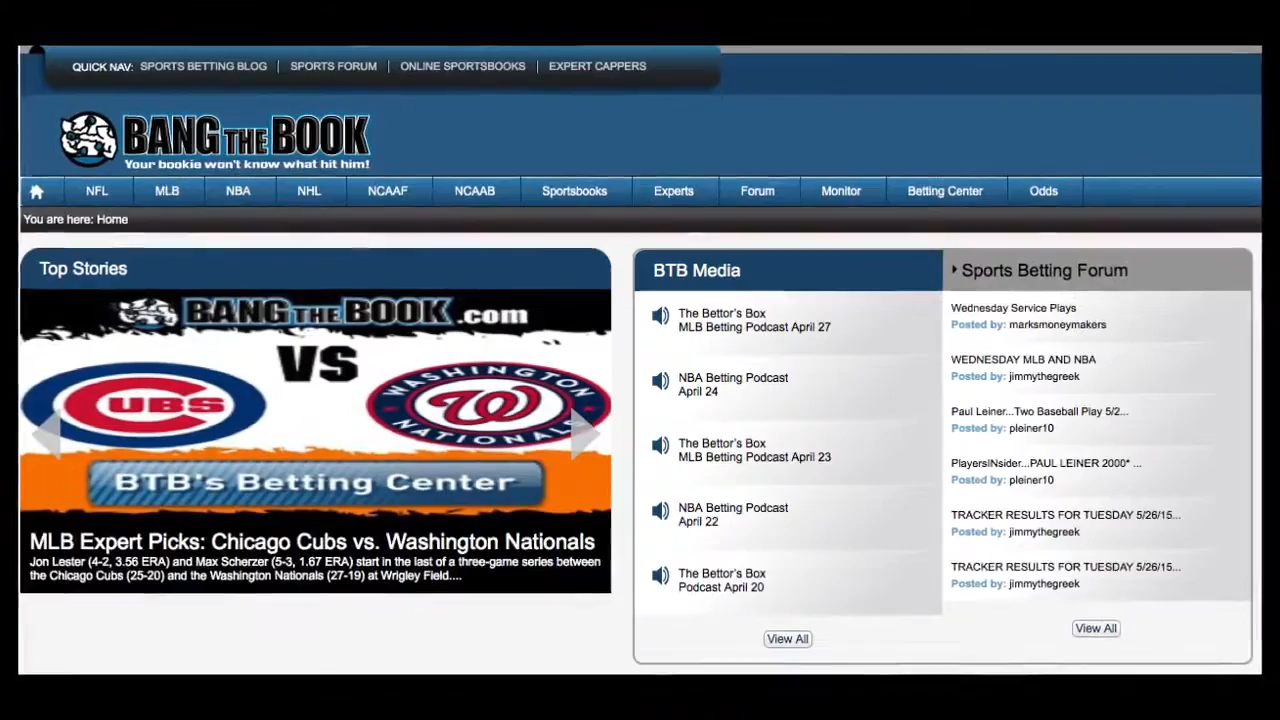 QUICK NAV: SPORTS BETTING BLOG SPORTS FORUM ONLINE SPORTSBOOKS EXPERT CAPPERS
BANG THE BOOK
Your bookie won't know what hit him!
NFL MLB NBA NHL NCAAF NCAAB Sportsbooks Experts Forum Monitor Betting Center Odds
You are here: Home
Top Stories
BANG THE BOOK.com
VS
CUBS
WASHINGTON
W
NATIONALS
BTB's Betting Center
MLB Expert Picks: Chicago Cubs vs. Washington Nationals
Jon Lester (4-2, 3.56 ERA) and Max Scherzer (5-3, 1.67 ERA) start in the last of a three-game series between
the Chicago Cubs (25-20) and the Washington Nationals (27-19) at Wrigley Field....
BTB Media
The Bettor's Box
MLB Betting Podcast April 27
NBA Betting Podcast
April 24
The Bettor's Box
MLB Betting Podcast April 23
NBA Betting Podcast
April 22
The Bettor's Box
Podcast April 20
View All
Sports Betting Forum
Wednesday Service Plays
Posted by: marksmoneymakers
WEDNESDAY MLB AND NBA
Posted by: jimmythegreek
Paul Leiner...Two Baseball Play 5/2...
Posted by: pleiner10
PlayersINsider...PAUL LEINER 2000* ...
Posted by: pleiner10
TRACKER RESULTS FOR TUESDAY 5/26/15...
Posted by: jimmythegreek
TRACKER RESULTS FOR TUESDAY 5/26/15...
Posted by: jimmythegreek
View All